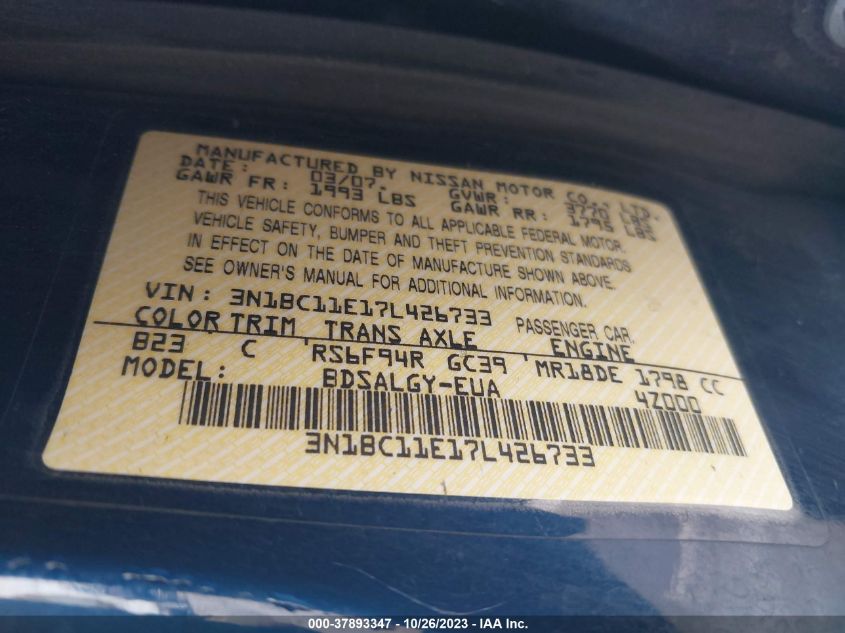 MANUFACTURED BY NISSAN MOTOR CO., LTD.
DATE: 03/07. GVWR: 3770 LBS
GAWR FR: 1993 LBS GAWR RR: 1795 LBS
THIS VEHICLE CONFORMS TO ALL APPLICABLE FEDERAL MOTOR
VEHICLE SAFETY, BUMPER AND THEFT PREVENTION STANDARDS
IN EFFECT ON THE DATE OF MANUFACTURE SHOWN ABOVE.
SEE OWNER'S MANUAL FOR ADDITIONAL INFORMATION.
VIN: 3N1BC11E17L426733 PASSENGER CAR.
COLOR TRIM TRANS AXLE ENGINE
B23 C RS6F94R GC39 MR18DE 1798 CC
MODEL: BDSALGY-EUA 4Z000
3N1BC11E17L426733
000-37893347 - 10/26/2023 - IAA Inc.